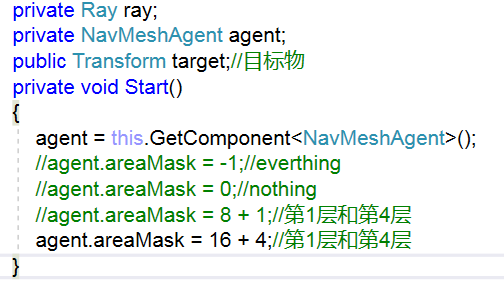 private Ray ray;
private NavMeshAgent agent;
public Transform target;//目标物
private void Start()
{
agent = this.GetComponent<NavMeshAgent>();
//agent.areaMask = -1;//everthing
//agent.areaMask = 0;//nothing
//agent.areaMask = 8 + 1;//第1层和第4层
agent.areaMask = 16 + 4;//第1层和第4层
}